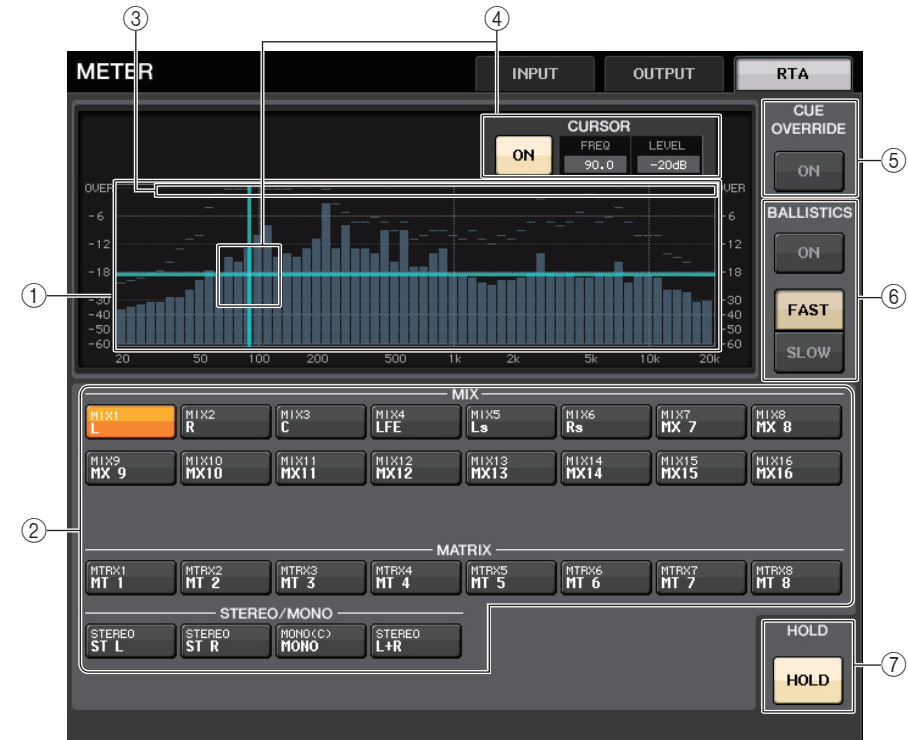 ③ ④
METER INPUT OUTPUT RTA
CURSOR
ON FREQ 90.0 LEVEL -20dB
CUE OVERRIDE
ON
⑤
OVER OVER
-6 -6
-12 -12
-18 -18
-30 -30
-40 -40
-50 -50
-60 -60
20 50 100 200 500 1k 2k 5k 10k 20k
①
BALLISTICS
ON
FAST
SLOW
⑥
MIX
MIX1 L MIX2 R MIX3 C MIX4 LFE MIX5 Ls MIX6 Rs MIX7 MX 7 MIX8 MX 8
MIX9 MX 9 MIX10 MX10 MIX11 MX11 MIX12 MX12 MIX13 MX13 MIX14 MX14 MIX15 MX15 MIX16 MX16
②
MATRIX
MTRX1 MT 1 MTRX2 MT 2 MTRX3 MT 3 MTRX4 MT 4 MTRX5 MT 5 MTRX6 MT 6 MTRX7 MT 7 MTRX8 MT 8
STEREO/MONO
STEREO ST L STEREO ST R MONO(C) MONO STEREO L+R
HOLD
HOLD
⑦